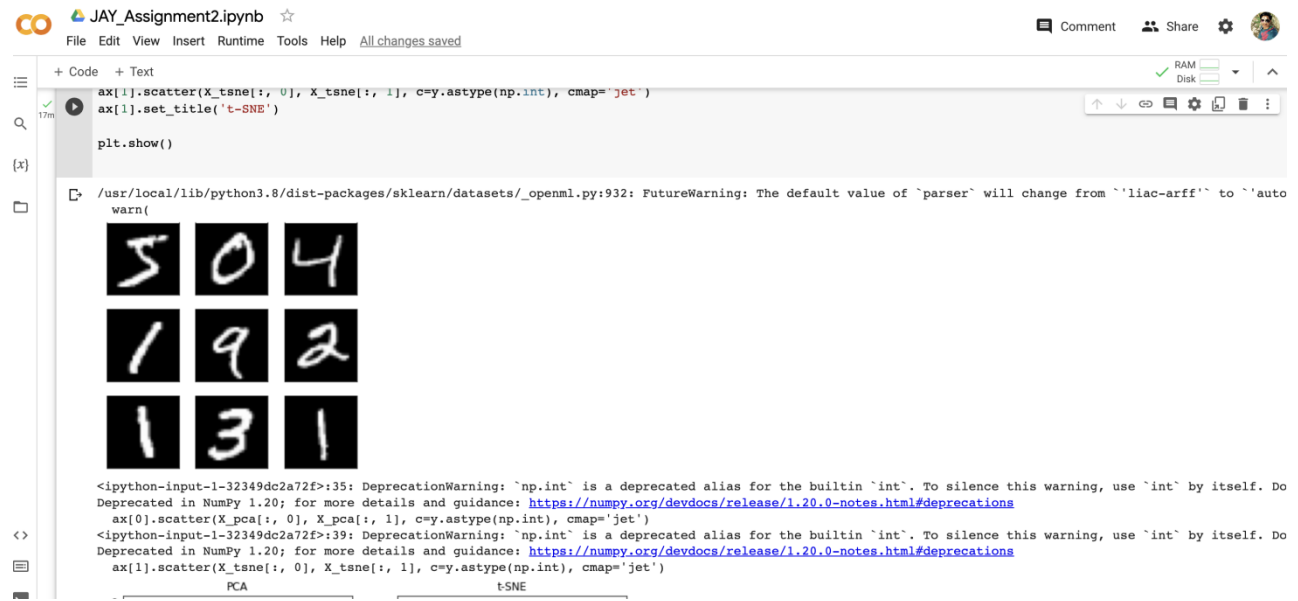 JAY_Assignment2.ipynb
File Edit View Insert Runtime Tools Help All changes saved
Comment Share
+ Code + Text
RAM
Disk
17m
ax[1].scatter(X_tsne[:, 0], X_tsne[:, 1], c=y.astype(np.int), cmap='jet')
ax[1].set_title('t-SNE')
plt.show()
{x}
/usr/local/lib/python3.8/dist-packages/sklearn/datasets/_openml.py:932: FutureWarning: The default value of `parser` will change from `'liac-arff'` to `'auto
warn(
5 0 4
1 9 2
1 3 1
<ipython-input-1-32349dc2a72f>:35: DeprecationWarning: `np.int` is a deprecated alias for the builtin `int`. To silence this warning, use `int` by itself. Do
Deprecated in NumPy 1.20; for more details and guidance: https://numpy.org/devdocs/release/1.20.0-notes.html#deprecations
ax[0].scatter(X_pca[:, 0], X_pca[:, 1], c=y.astype(np.int), cmap='jet')
<ipython-input-1-32349dc2a72f>:39: DeprecationWarning: `np.int` is a deprecated alias for the builtin `int`. To silence this warning, use `int` by itself. Do
Deprecated in NumPy 1.20; for more details and guidance: https://numpy.org/devdocs/release/1.20.0-notes.html#deprecations
ax[1].scatter(X_tsne[:, 0], X_tsne[:, 1], c=y.astype(np.int), cmap='jet')
PCA t-SNE